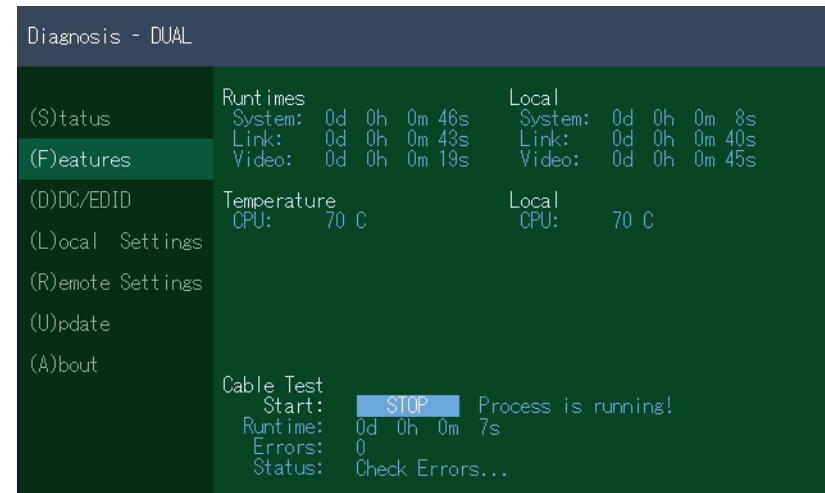 Diagnosis - DUAL
(S)tatus
(F)eatures
(D)DC/EDID
(L)ocal Settings
(R)emote Settings
(U)pdate
(A)bout
Runtimes
System: 0d 0h 0m 46s
Link: 0d 0h 0m 43s
Video: 0d 0h 0m 19s
Local
System: 0d 0h 0m 8s
Link: 0d 0h 0m 40s
Video: 0d 0h 0m 45s
Temperature
CPU: 70 C
Local
CPU: 70 C
Cable Test
Start: STOP Process is running!
Runtime: 0d 0h 0m 7s
Errors: 0
Status: Check Errors...